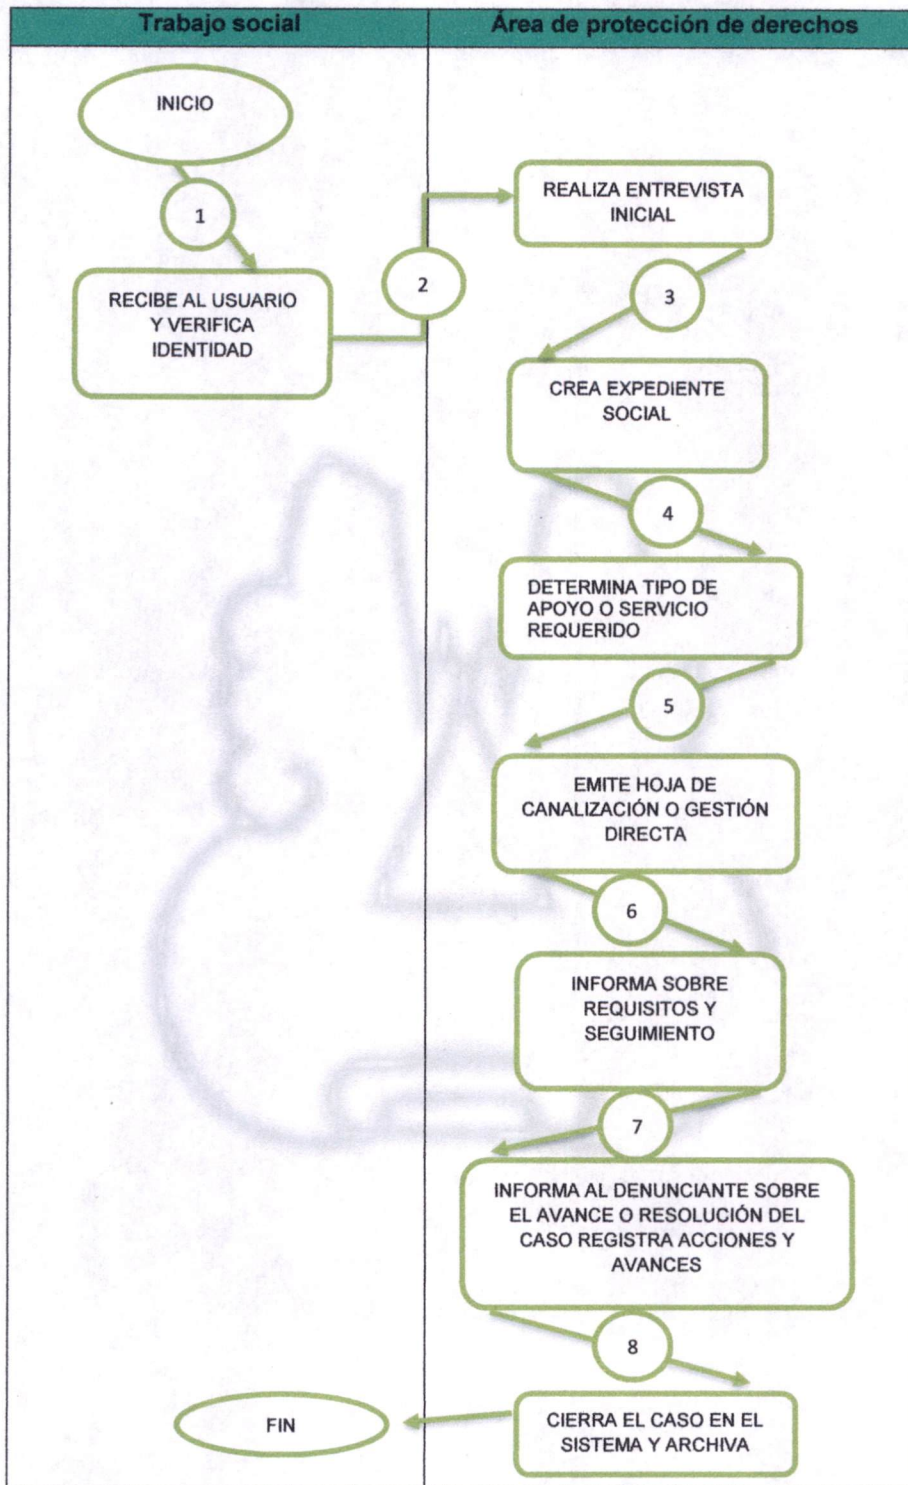 Trabajo social
Área de protección de derechos
INICIO
1
RECIBE AL USUARIO
Y VERIFICA
IDENTIDAD
2
REALIZA ENTREVISTA
INICIAL
3
CREA EXPEDIENTE
SOCIAL
4
DETERMINA TIPO DE
APOYO O SERVICIO
REQUERIDO
5
EMITE HOJA DE
CANALIZACIÓN O GESTIÓN
DIRECTA
6
INFORMA SOBRE
REQUISITOS Y
SEGUIMIENTO
7
INFORMA AL DENUNCIANTE SOBRE
EL AVANCE O RESOLUCIÓN DEL
CASO REGISTRA ACCIONES Y
AVANCES
8
CIERRA EL CASO EN EL
SISTEMA Y ARCHIVA
FIN